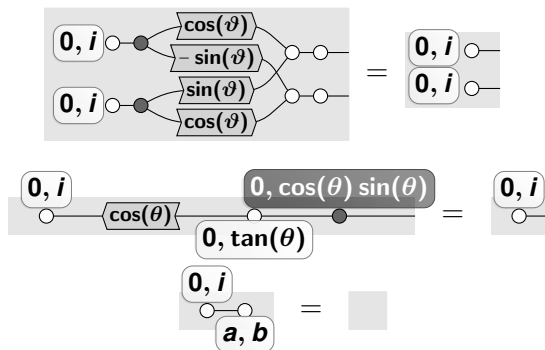 cos(ϑ)
0, i
− sin(ϑ)
=
0, i
0, i
sin(ϑ)
0, i
cos(ϑ)
0, i
cos(θ)
0, tan(θ)
0, cos(θ) sin(θ)
=
0, i
0, i
a, b
=